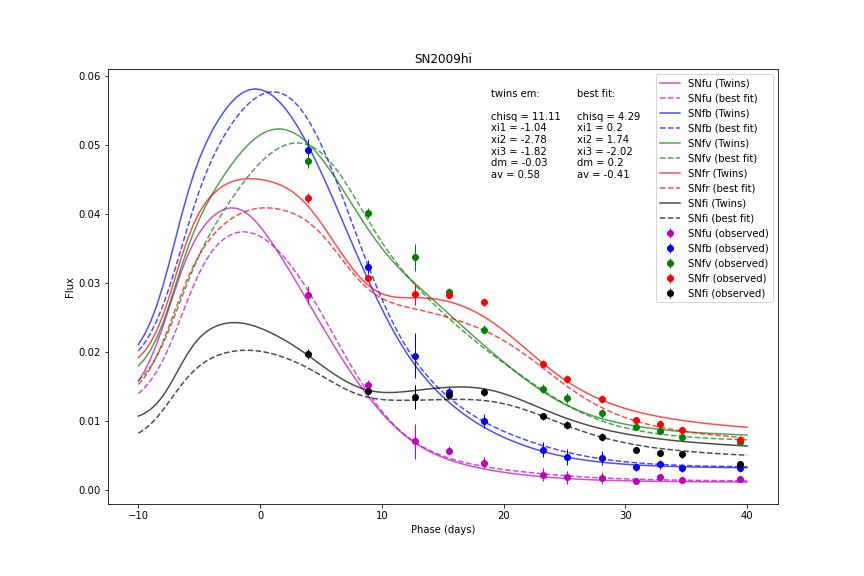 SN2009hi
0.06
0.05
0.04
0.03
0.02
0.01
0.00
Flux
−10
0
10
20
30
40
Phase (days)
twins em:
chisq = 11.11
xi1 = -1.04
xi2 = -2.78
xi3 = -1.82
dm = -0.03
av = 0.58
best fit:
chisq = 4.29
xi1 = 0.2
xi2 = 1.74
xi3 = -2.02
dm = 0.2
av = -0.41
SNfu (Twins)
SNfu (best fit)
SNfb (Twins)
SNfb (best fit)
SNfv (Twins)
SNfv (best fit)
SNfr (Twins)
SNfr (best fit)
SNfi (Twins)
SNfi (best fit)
SNfu (observed)
SNfb (observed)
SNfv (observed)
SNfr (observed)
SNfi (observed)